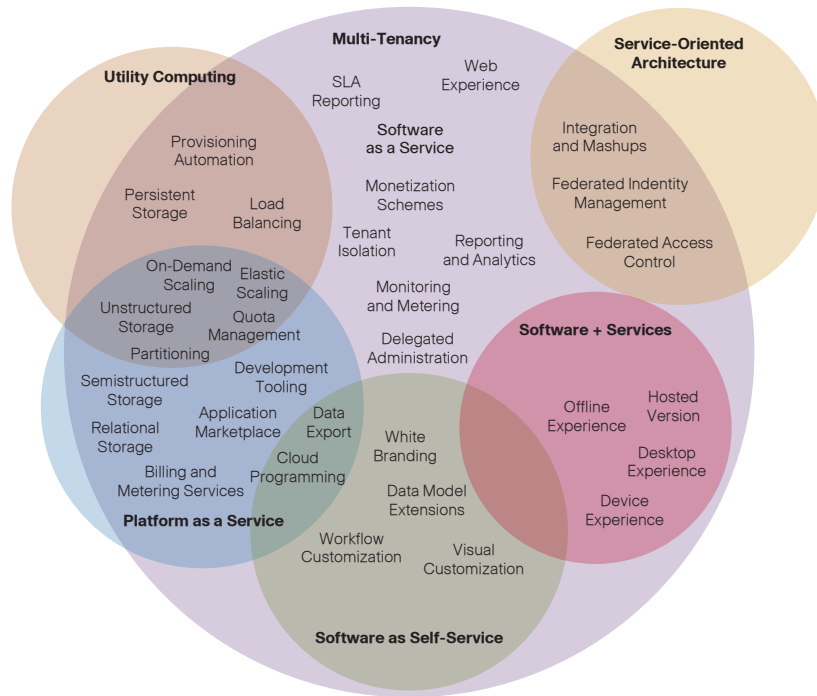 Multi-Tenancy
Service-Oriented
Architecture
Utility Computing
SLA
Reporting
Web
Experience
Software
as a Service
Provisioning
Automation
Integration
and Mashups
Persistent
Storage
Load
Balancing
Monetization
Schemes
Federated Indentity
Management
Tenant
Isolation
Reporting
and Analytics
Federated Access
Control
On-Demand
Scaling
Elastic
Scaling
Monitoring
and Metering
Unstructured
Storage
Quota
Management
Software + Services
Partitioning
Delegated
Administration
Semistructured
Storage
Development
Tooling
Offline
Experience
Hosted
Version
Relational
Storage
Application
Marketplace
Data
Export
White
Branding
Desktop
Experience
Billing and
Metering Services
Cloud
Programming
Data Model
Extensions
Device
Experience
Platform as a Service
Workflow
Customization
Visual
Customization
Software as Self-Service